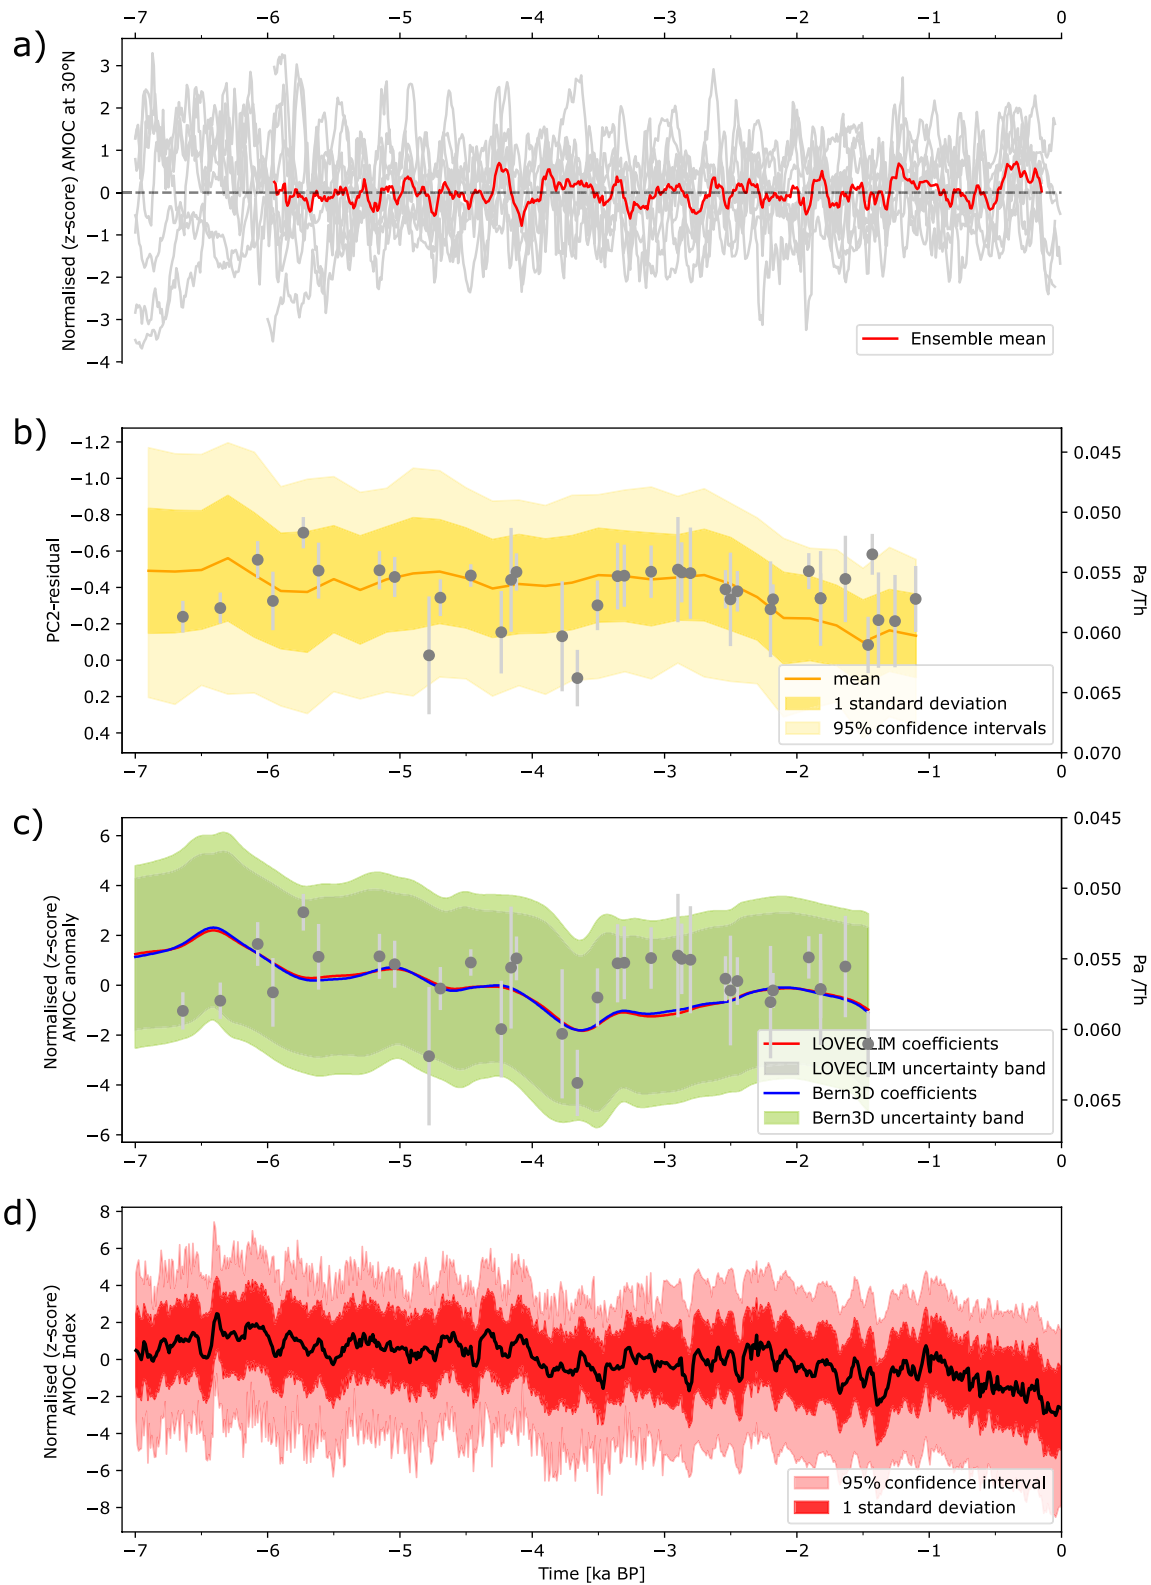 −7 −6 −5 −4 −3 −2 −1 0
a)
Normalised (z-score) AMOC at 30°N
3
2
1
0
−1
−2
−3
−4
Ensemble mean
b)
PC2-residual
−1.2
−1.0
−0.8
−0.6
−0.4
−0.2
0.0
0.2
0.4
0.045
0.050
0.055
0.060
0.065
0.070
Pa /Th
mean
1 standard deviation
95% confidence intervals
−7 −6 −5 −4 −3 −2 −1 0
c)
Normalised (z-score)
AMOC anomaly
6
4
2
0
−2
−4
−6
0.045
0.050
0.055
0.060
0.065
Pa /Th
LOVECLIM coefficients
LOVECLIM uncertainty band
Bern3D coefficients
Bern3D uncertainty band
−7 −6 −5 −4 −3 −2 −1 0
d)
Normalised (z-score)
AMOC Index
8
6
4
2
0
−2
−4
−6
−8
95% confidence interval
1 standard deviation
−7 −6 −5 −4 −3 −2 −1 0
Time [ka BP]